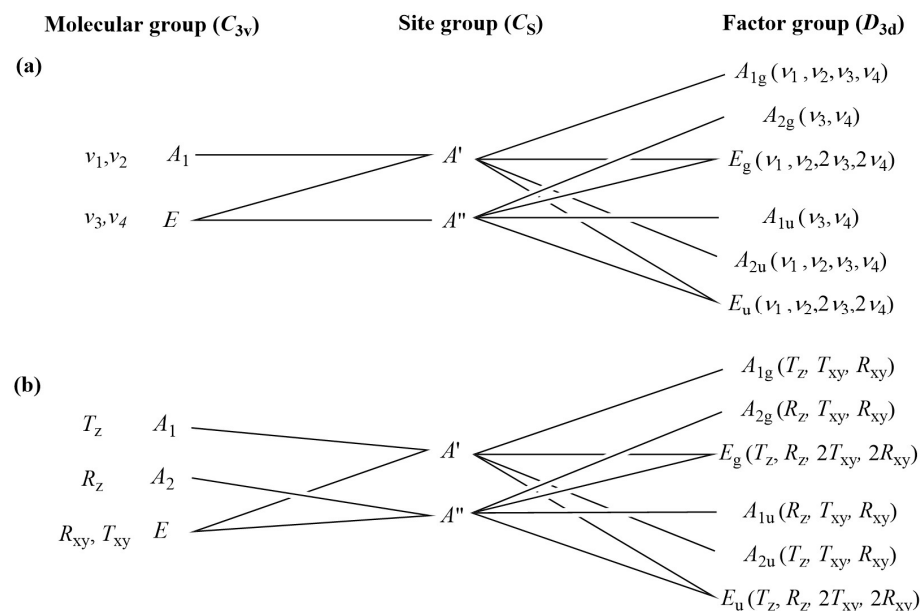 Molecular group (C3v) Site group (CS) Factor group (D3d)
(a)
A1g (ν1 ,ν2, ν3, ν4)
A2g (ν3, ν4)
ν1,ν2 A1 A' Eg (ν1 ,ν2,2ν3,2ν4)
ν3,ν4 E A" A1u (ν3, ν4)
A2u (ν1 ,ν2, ν3, ν4)
Eu (ν1 ,ν2,2ν3,2ν4)
(b)
A1g (Tz, Txy, Rxy)
Tz A1 A2g (Rz, Txy, Rxy)
A' Eg (Tz, Rz, 2Txy, 2Rxy)
Rz A2
A" A1u (Rz, Txy, Rxy)
Rxy, Txy E
A2u (Tz, Txy, Rxy)
Eu (Tz, Rz, 2Txy, 2Rxy)